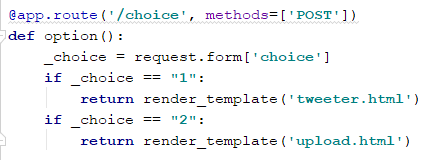 @app.route('/choice', methods=['POST'])
def option():
    _choice = request.form['choice']
    if _choice == "1":
        return render_template('tweeter.html')
    if _choice == "2":
        return render_template('upload.html')